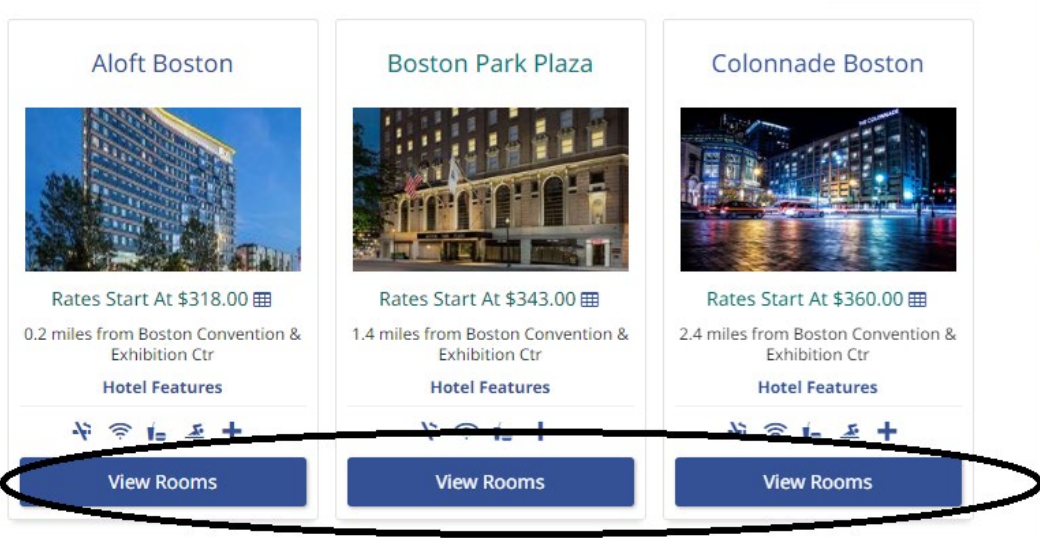 Aloft Boston
Rates Start At $318.00
0.2 miles from Boston Convention &
Exhibition Ctr
Hotel Features
View Rooms
Boston Park Plaza
Rates Start At $343.00
1.4 miles from Boston Convention &
Exhibition Ctr
Hotel Features
View Rooms
Colonnade Boston
THE COLONNADE
Rates Start At $360.00
2.4 miles from Boston Convention &
Exhibition Ctr
Hotel Features
View Rooms